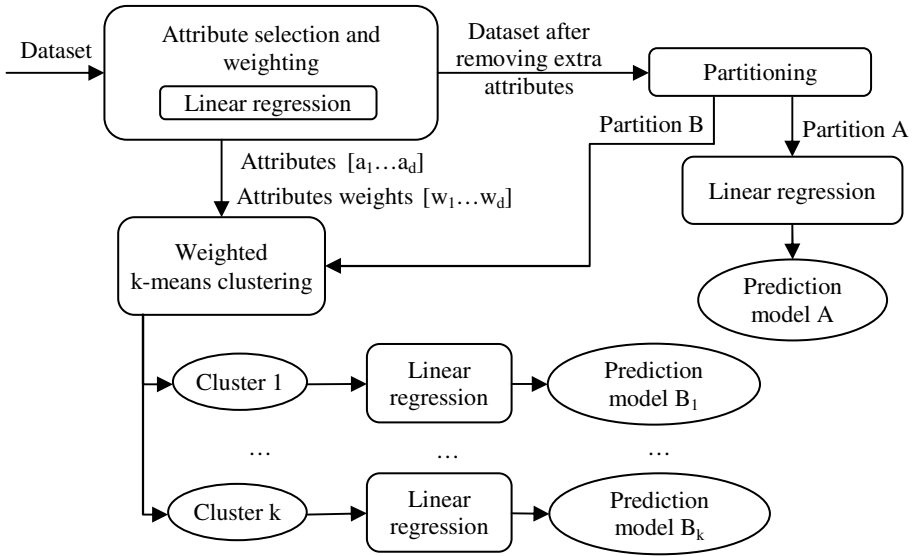 Dataset
Attribute selection and
weighting
Linear regression
Dataset after
removing extra
attributes
Partitioning
Partition B
Partition A
Attributes [a₁…a_d]
Attributes weights [w₁…w_d]
Linear regression
Weighted
k-means clustering
Prediction
model A
Cluster 1
Linear
regression
Prediction
model B₁
…
…
…
Cluster k
Linear
regression
Prediction
model Bₖ